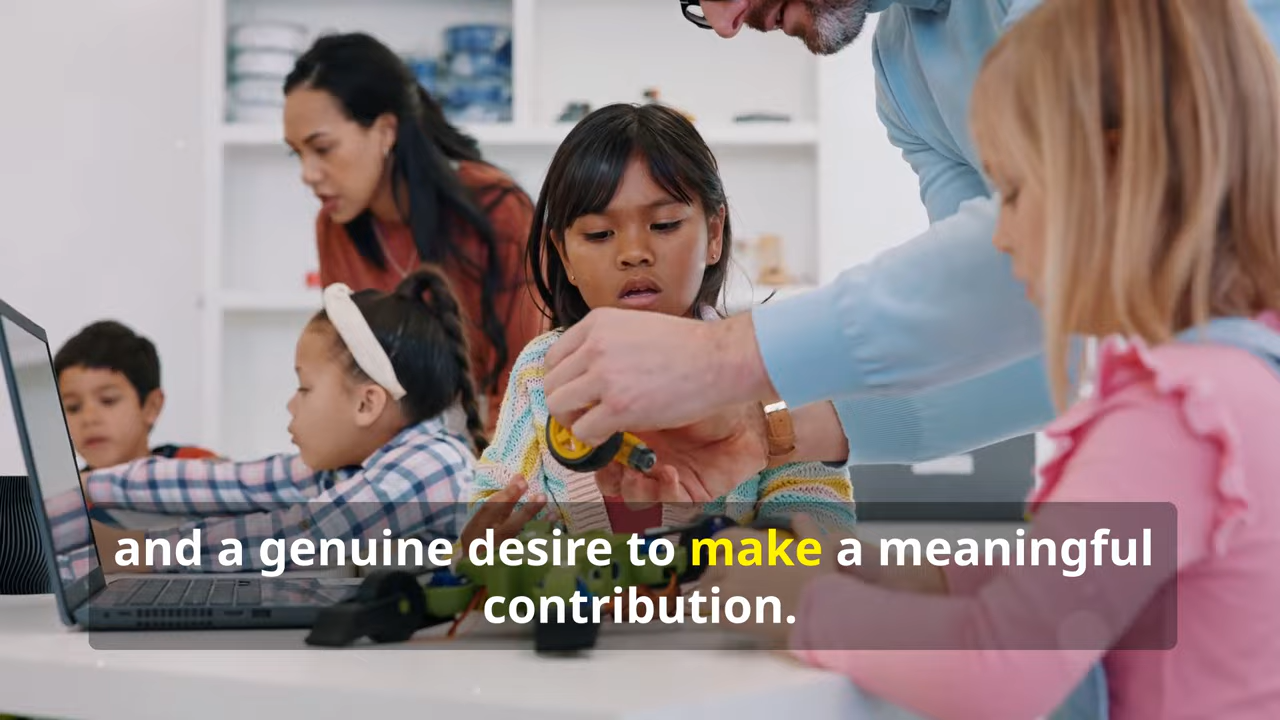 and a genuine desire to make a meaningful
contribution.